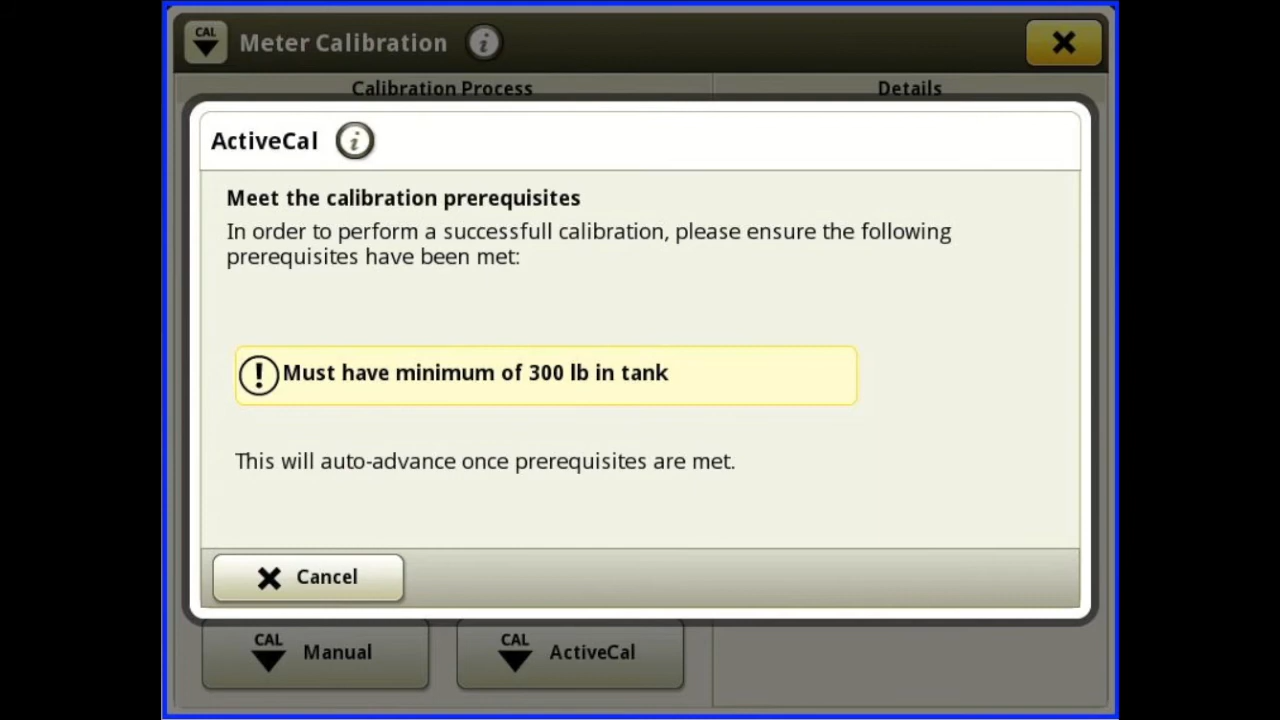 CAL
Meter Calibration
i
Calibration Process
Details
ActiveCal
i
Meet the calibration prerequisites
In order to perform a successfull calibration, please ensure the following
prerequisites have been met:
! Must have minimum of 300 lb in tank
This will auto-advance once prerequisites are met.
Cancel
CAL
Manual
CAL
ActiveCal